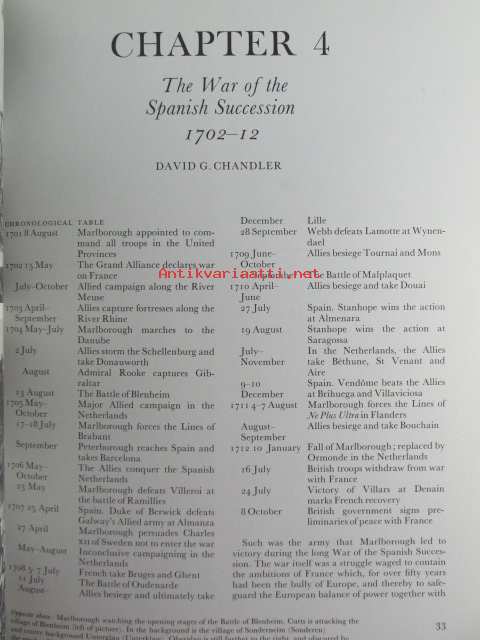 CHAPTER 4
The War of the
Spanish Succession
1702–12
DAVID G. CHANDLER
CHRONOLOGICAL TABLE
1701 8 August Marlborough appointed to com-
mand all troops in the United
Provinces
1702 15 May The Grand Alliance declares war
on France
July–October Allied campaign along the River
Meuse
1703 April– Allies capture fortresses along the
September River Rhine
1704 May–July Marlborough marches to the
Danube
2 July Allies storm the Schellenburg and
take Donauworth
August Admiral Rooke captures Gib-
raltar
13 August The Battle of Blenheim
1705 May– Major Allied campaign in the
October Netherlands
17–18 July Marlborough forces the Lines of
Brabant
September Peterborough reaches Spain and
takes Barcelona
1706 May– The Allies conquer the Spanish
October Netherlands
23 May Marlborough defeats Villeroi at
the battle of Ramillies
1707 25 April Spain. Duke of Berwick defeats
Galway's Allied army at Almanza
27 April Marlborough persuades Charles
XII of Sweden not to enter the war
May–August Inconclusive campaigning in the
Netherlands
1708 5–7 July French take Bruges and Ghent
11 July The Battle of Oudenarde
August– Allies besiege and ultimately take
December Lille
28 September Webb defeats Lamotte at Wynen-
dael
1709 June– Allies besiege Tournai and Mons
October
The Battle of Malplaquet
1710 April– Allies besiege and take Douai
June
27 July Spain. Stanhope wins the action
at Almenara
19 August Stanhope wins the action at
Saragossa
July– In the Netherlands, the Allies
November take Béthune, St Venant and
Aire
9–10 Spain. Vendôme beats the Allies
December at Brihurga and Villaviciosa
1711 4–7 August Marlborough forces the Lines of
Ne Plus Ultra in Flanders
August– Allies besiege and take Bouchain
September
1712 10 January Fall of Marlborough; replaced by
Ormonde in the Netherlands
16 July British troops withdraw from war
with France
24 July Victory of Villars at Denain
marks French recovery
8 October British government signs pre-
liminaries of peace with France
Such was the army that Marlborough led to
victory during the long War of the Spanish Succes-
sion. The war itself was a struggle waged to contain
the ambitions of France which, for over fifty years
had been the bully of Europe, and thereby to safe-
guard the European balance of power together with
Opposite above: Marlborough watching the opening stages of the Battle of Blenheim. Cutts is attacking the
village of Blenheim (left of picture). In the background is the village of Sonderheim (Sonderen)
33
Antikvariaatti.net